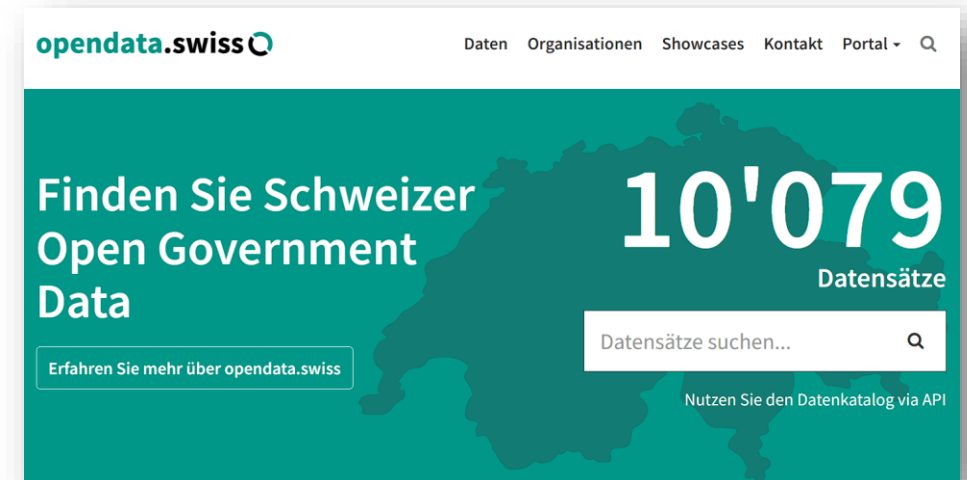 opendata.swiss
Daten Organisationen Showcases Kontakt Portal
Finden Sie Schweizer
Open Government
Data
Erfahren Sie mehr über opendata.swiss
10'079
Datensätze
Datensätze suchen...
Nutzen Sie den Datenkatalog via API